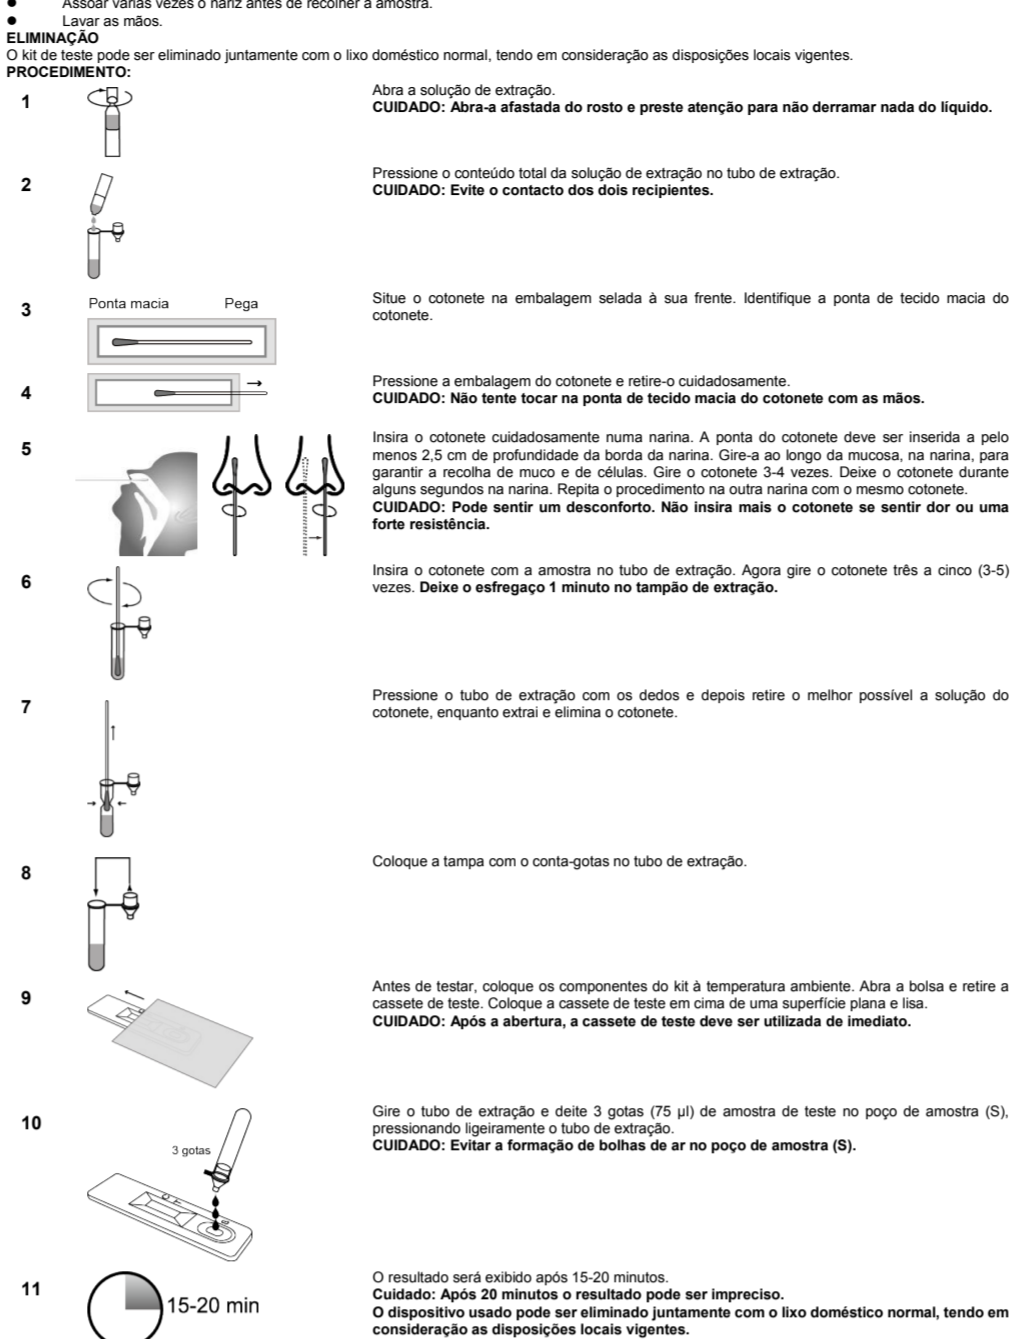 ● Assoar várias vezes o nariz antes de recolher a amostra.
● Lavar as mãos.
ELIMINAÇÃO
O kit de teste pode ser eliminado juntamente com o lixo doméstico normal, tendo em consideração as disposições locais vigentes.
PROCEDIMENTO:
1
Abra a solução de extração.
CUIDADO: Abra-a afastada do rosto e preste atenção para não derramar nada do líquido.
2
Pressione o conteúdo total da solução de extração no tubo de extração.
CUIDADO: Evite o contacto dos dois recipientes.
3
Ponta macia Pega
Situe o cotonete na embalagem selada à sua frente. Identifique a ponta de tecido macia do
cotonete.
4
Pressione a embalagem do cotonete e retire-o cuidadosamente.
CUIDADO: Não tente tocar na ponta de tecido macia do cotonete com as mãos.
5
Insira o cotonete cuidadosamente numa narina. A ponta do cotonete deve ser inserida a pelo
menos 2,5 cm de profundidade da borda da narina. Gire-a ao longo da mucosa, na narina, para
garantir a recolha de muco e de células. Gire o cotonete 3-4 vezes. Deixe o cotonete durante
alguns segundos na narina. Repita o procedimento na outra narina com o mesmo cotonete.
CUIDADO: Pode sentir um desconforto. Não insira mais o cotonete se sentir dor ou uma
forte resistência.
6
Insira o cotonete com a amostra no tubo de extração. Agora gire o cotonete três a cinco (3-5)
vezes. Deixe o esfregaço 1 minuto no tampão de extração.
7
Pressione o tubo de extração com os dedos e depois retire o melhor possível a solução do
cotonete, enquanto extrai e elimina o cotonete.
8
Coloque a tampa com o conta-gotas no tubo de extração.
9
Antes de testar, coloque os componentes do kit à temperatura ambiente. Abra a bolsa e retire a
cassete de teste. Coloque a cassete de teste em cima de uma superfície plana e lisa.
CUIDADO: Após a abertura, a cassete de teste deve ser utilizada de imediato.
10
3 gotas
C T
S
Gire o tubo de extração e deite 3 gotas (75 µl) de amostra de teste no poço de amostra (S),
pressionando ligeiramente o tubo de extração.
CUIDADO: Evitar a formação de bolhas de ar no poço de amostra (S).
11
15-20 min
O resultado será exibido após 15-20 minutos.
Cuidado: Após 20 minutos o resultado pode ser impreciso.
O dispositivo usado pode ser eliminado juntamente com o lixo doméstico normal, tendo em
consideração as disposições locais vigentes.